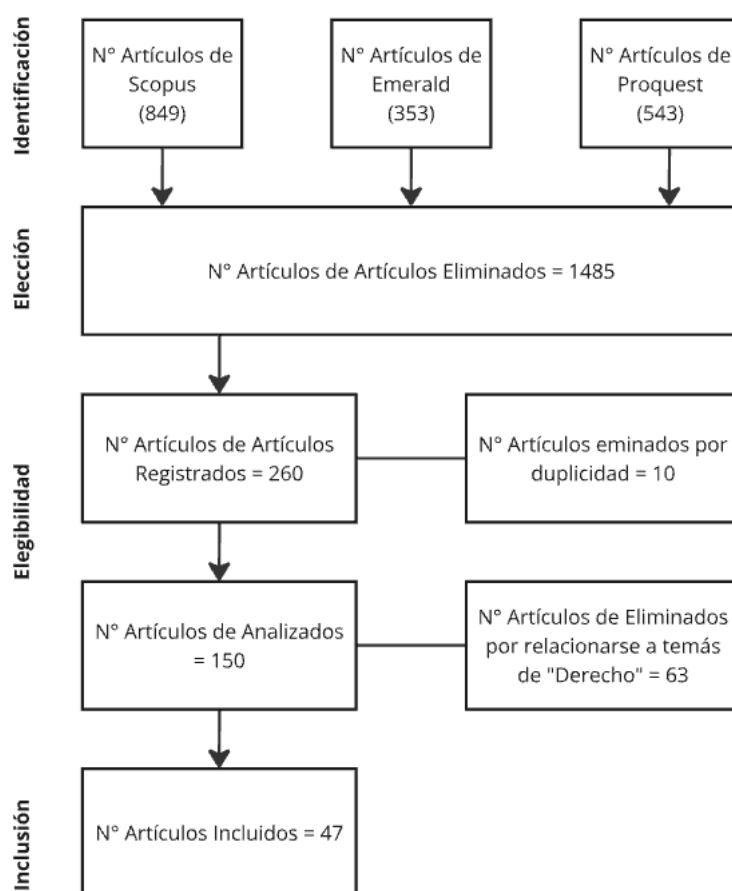 Identificación
N° Artículos de
Scopus
(849)
N° Artículos de
Emerald
(353)
N° Artículos de
Proquest
(543)
Elección
N° Artículos de Artículos Eliminados = 1485
Elegibilidad
N° Artículos de Artículos
Registrados = 260
N° Artículos eminados por
duplicidad = 10
N° Artículos de Analizados
= 150
N° Artículos de Eliminados
por relacionarse a temás
de "Derecho" = 63
Inclusión
N° Artículos Incluidos = 47